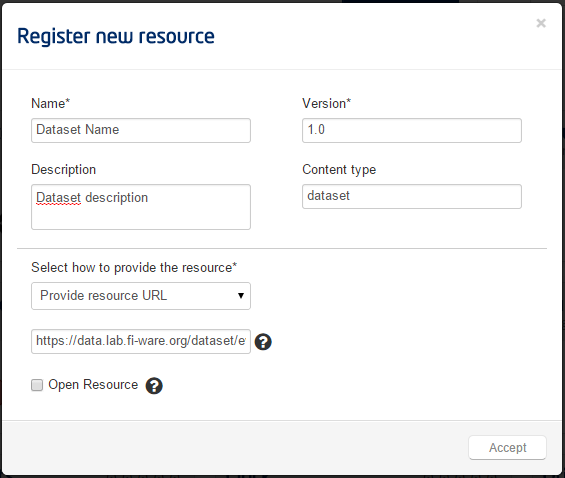 Register new resource
×
Name*
Version*
Dataset Name
1.0
Description
Content type
Dataset description
dataset
Select how to provide the resource*
Provide resource URL
https://data.lab.fi-ware.org/dataset/e
?
Open Resource ?
Accept